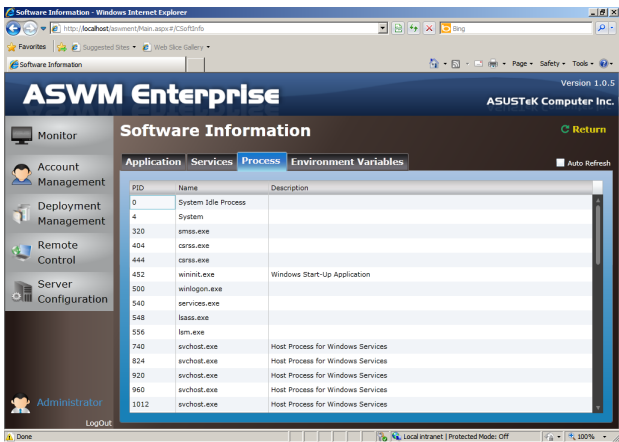 Software Information - Windows Internet Explorer
http://localhost/aswment/Main.aspx#/CSoftInfo
Bing
Favorites Suggested Sites Web Slice Gallery
Software Information
Page Safety Tools
Version 1.0.5
ASWM Enterprise
ASUSTeK Computer Inc.
Monitor
Account Management
Deployment Management
Remote Control
Server Configuration
Administrator
LogOut
Software Information
Return
Application Services Process Environment Variables
Auto Refresh
PID Name Description
0 System Idle Process
4 System
320 smss.exe
404 csrss.exe
444 csrss.exe
452 wininit.exe Windows Start-Up Application
500 winlogon.exe
540 services.exe
548 lsass.exe
556 lsm.exe
740 svchost.exe Host Process for Windows Services
824 svchost.exe Host Process for Windows Services
920 svchost.exe Host Process for Windows Services
960 svchost.exe Host Process for Windows Services
1012 svchost.exe Host Process for Windows Services
Done
Local intranet | Protected Mode: Off
100%